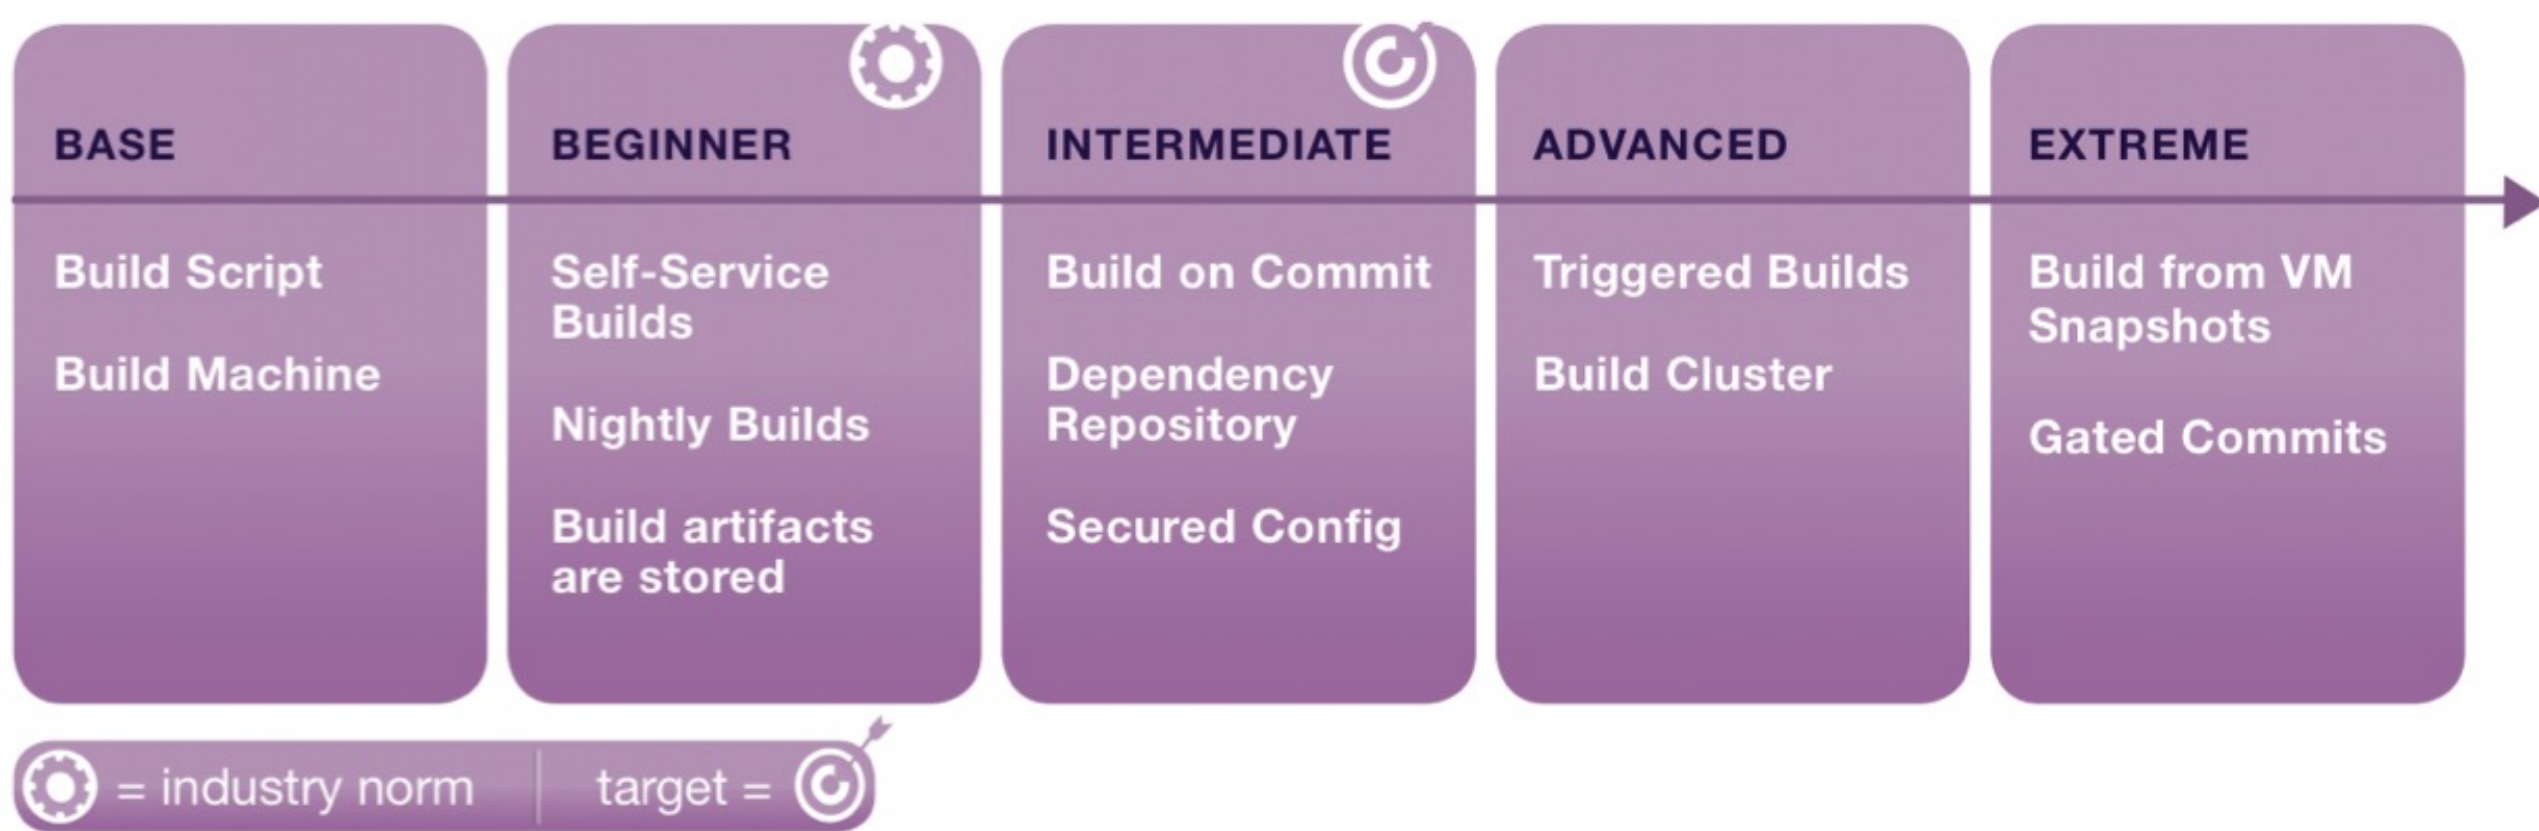 BASE
Build Script
Build Machine
BEGINNER
Self-Service
Builds
Nightly Builds
Build artifacts
are stored
INTERMEDIATE
Build on Commit
Dependency
Repository
Secured Config
ADVANCED
Triggered Builds
Build Cluster
EXTREME
Build from VM
Snapshots
Gated Commits
= industry norm
target =